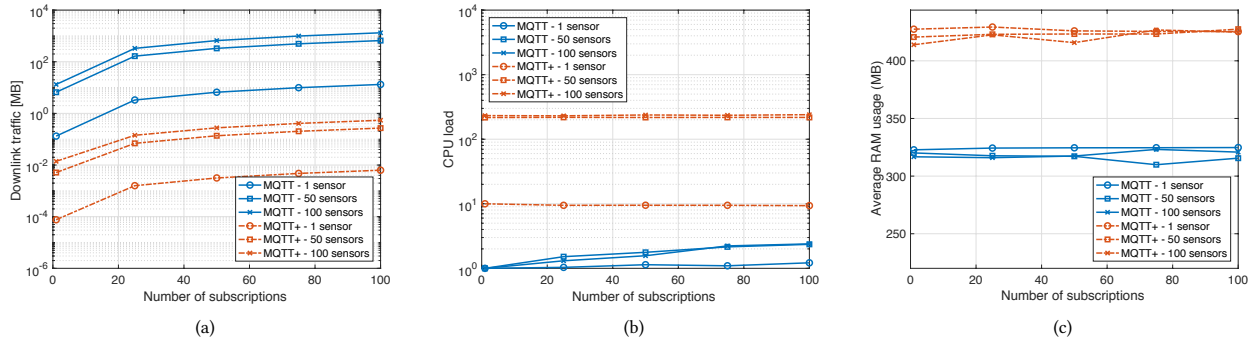 10^4
10^2
10^0
10^-2
10^-4
10^-6
Downlink traffic [MB]
MQTT - 1 sensor
MQTT - 50 sensors
MQTT - 100 sensors
MQTT+ - 1 sensor
MQTT+ - 50 sensors
MQTT+ - 100 sensors
0 20 40 60 80 100
Number of subscriptions
(a)
10^4
10^3
10^2
10^1
10^0
CPU load
MQTT - 1 sensor
MQTT - 50 sensors
MQTT - 100 sensors
MQTT+ - 1 sensor
MQTT+ - 50 sensors
MQTT+ - 100 sensors
0 20 40 60 80 100
Number of subscriptions
(b)
400
350
300
250
Average RAM usage (MB)
MQTT - 1 sensor
MQTT - 50 sensors
MQTT - 100 sensors
MQTT+ - 1 sensor
MQTT+ - 50 sensors
MQTT+ - 100 sensors
0 20 40 60 80 100
Number of subscriptions
(c)